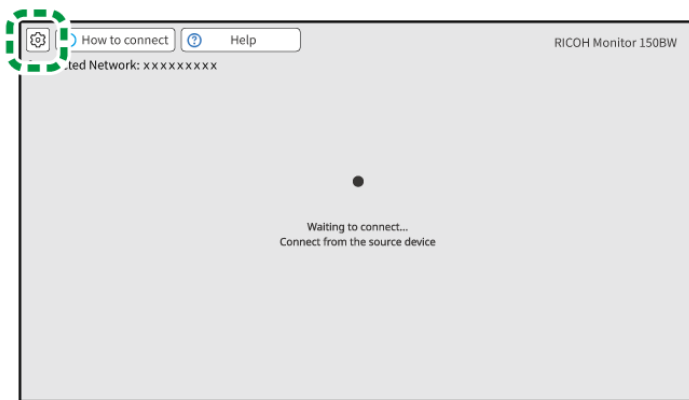 How to connect
Help
RICOH Monitor 150BW
ted Network: xxxxxxxxx
Waiting to connect...
Connect from the source device